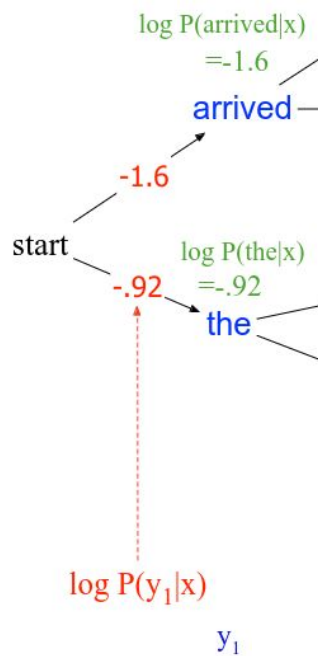 log P(arrived|x)
=-1.6
arrived
-1.6
start
log P(the|x)
-.92
=-.92
the
log P(y₁|x)
y₁